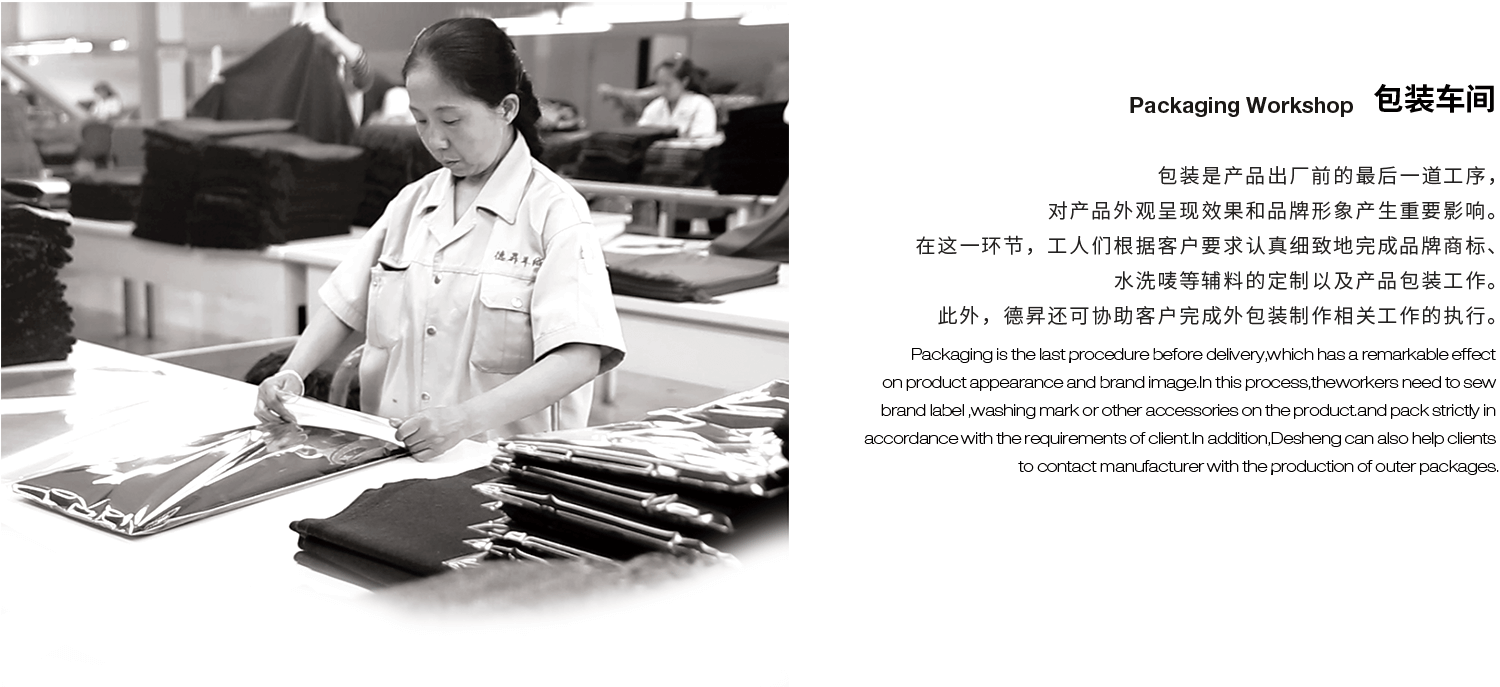 Packaging Workshop 包装车间
包装是产品出厂前的最后一道工序，
对产品外观呈现效果和品牌形象产生重要影响。
在这一环节，工人们根据客户要求认真细致地完成品牌商标、
水洗唛等辅料的定制以及产品包装工作。
此外，德昇还可协助客户完成外包装制作相关工作的执行。
Packaging is the last procedure before delivery,which has a remarkable effect
on product appearance and brand image.In this process,theworkers need to sew
brand label ,washing mark or other accessories on the product.and pack strictly in
accordance with the requirements of client.In addition,Desheng can also help clients
to contact manufacturer with the production of outer packages.